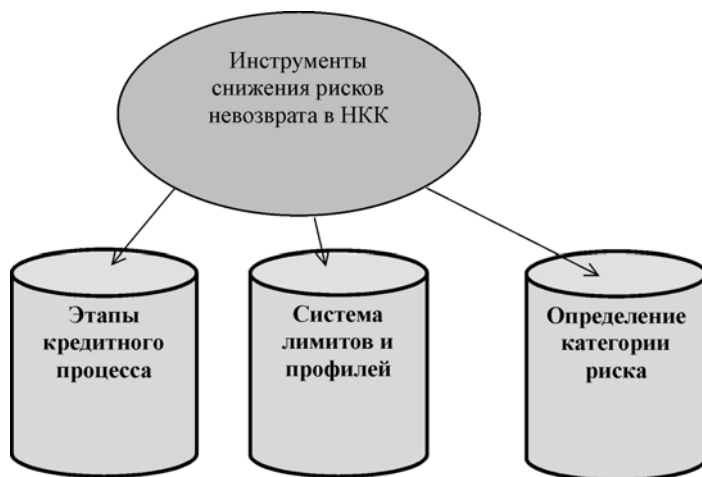 Инструменты
снижения рисков
невозврата в НКК
Этапы
кредитного
процесса
Система
лимитов и
профилей
Определение
категории
риска